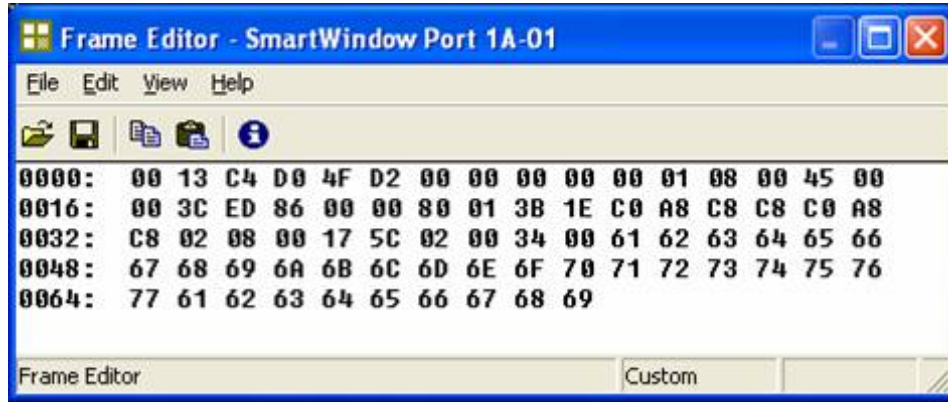 Frame Editor - SmartWindow Port 1A-01
File Edit View Help
0000: 00 13 C4 D0 4F D2 00 00 00 00 00 01 08 00 45 00
0016: 00 3C ED 86 00 00 80 01 3B 1E C0 A8 C8 C8 C0 A8
0032: C8 02 08 00 17 5C 02 00 34 00 61 62 63 64 65 66
0048: 67 68 69 6A 6B 6C 6D 6E 6F 70 71 72 73 74 75 76
0064: 77 61 62 63 64 65 66 67 68 69
Frame Editor Custom